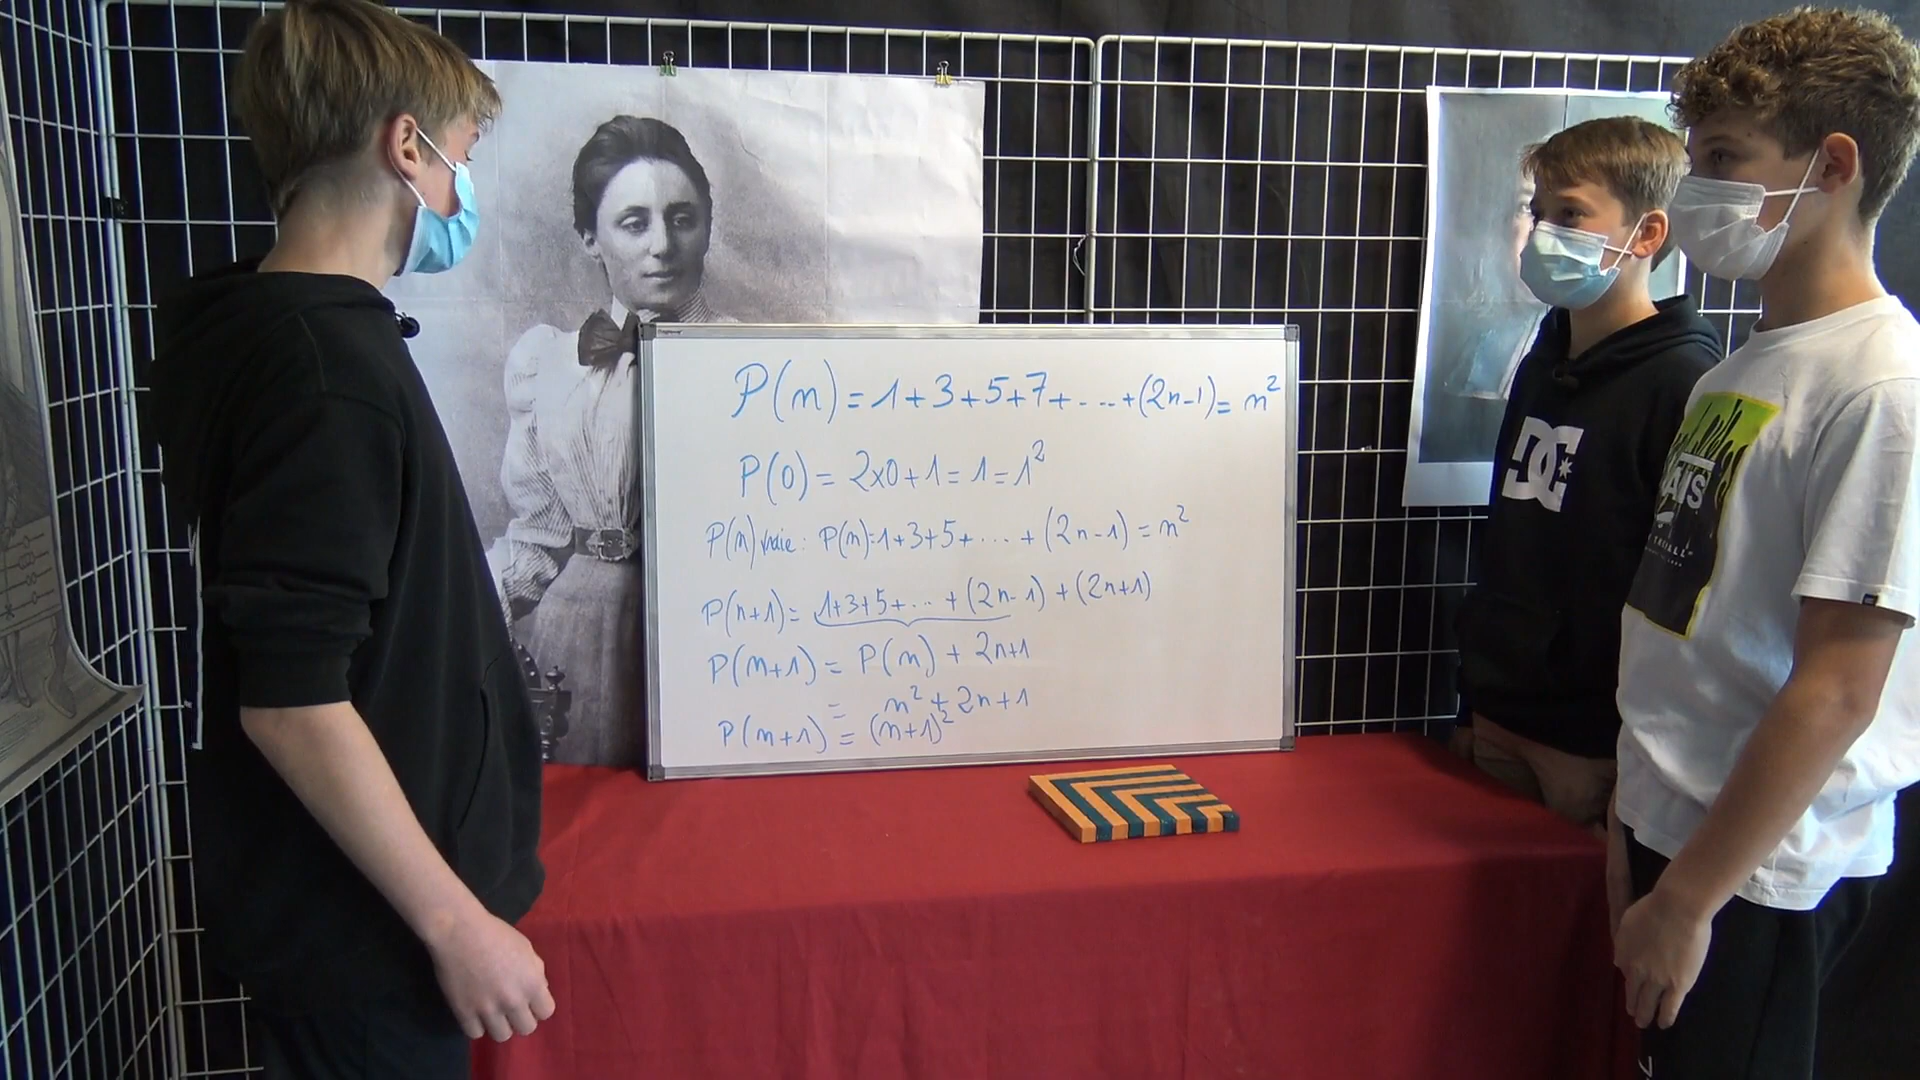 P(n) = 1+3+5+7+....+(2n-1)= n²
P(0) = 2x0+1=1=1²
P(n) vraie: P(n)=1+3+5+....+(2n-1)=n²
P(n+1)= 1+3+5+...+(2n-1)+(2n+1)
P(n+1) = P(n)+2n+1
= n²+2n+1
P(n+1) = (n+1)²
DC